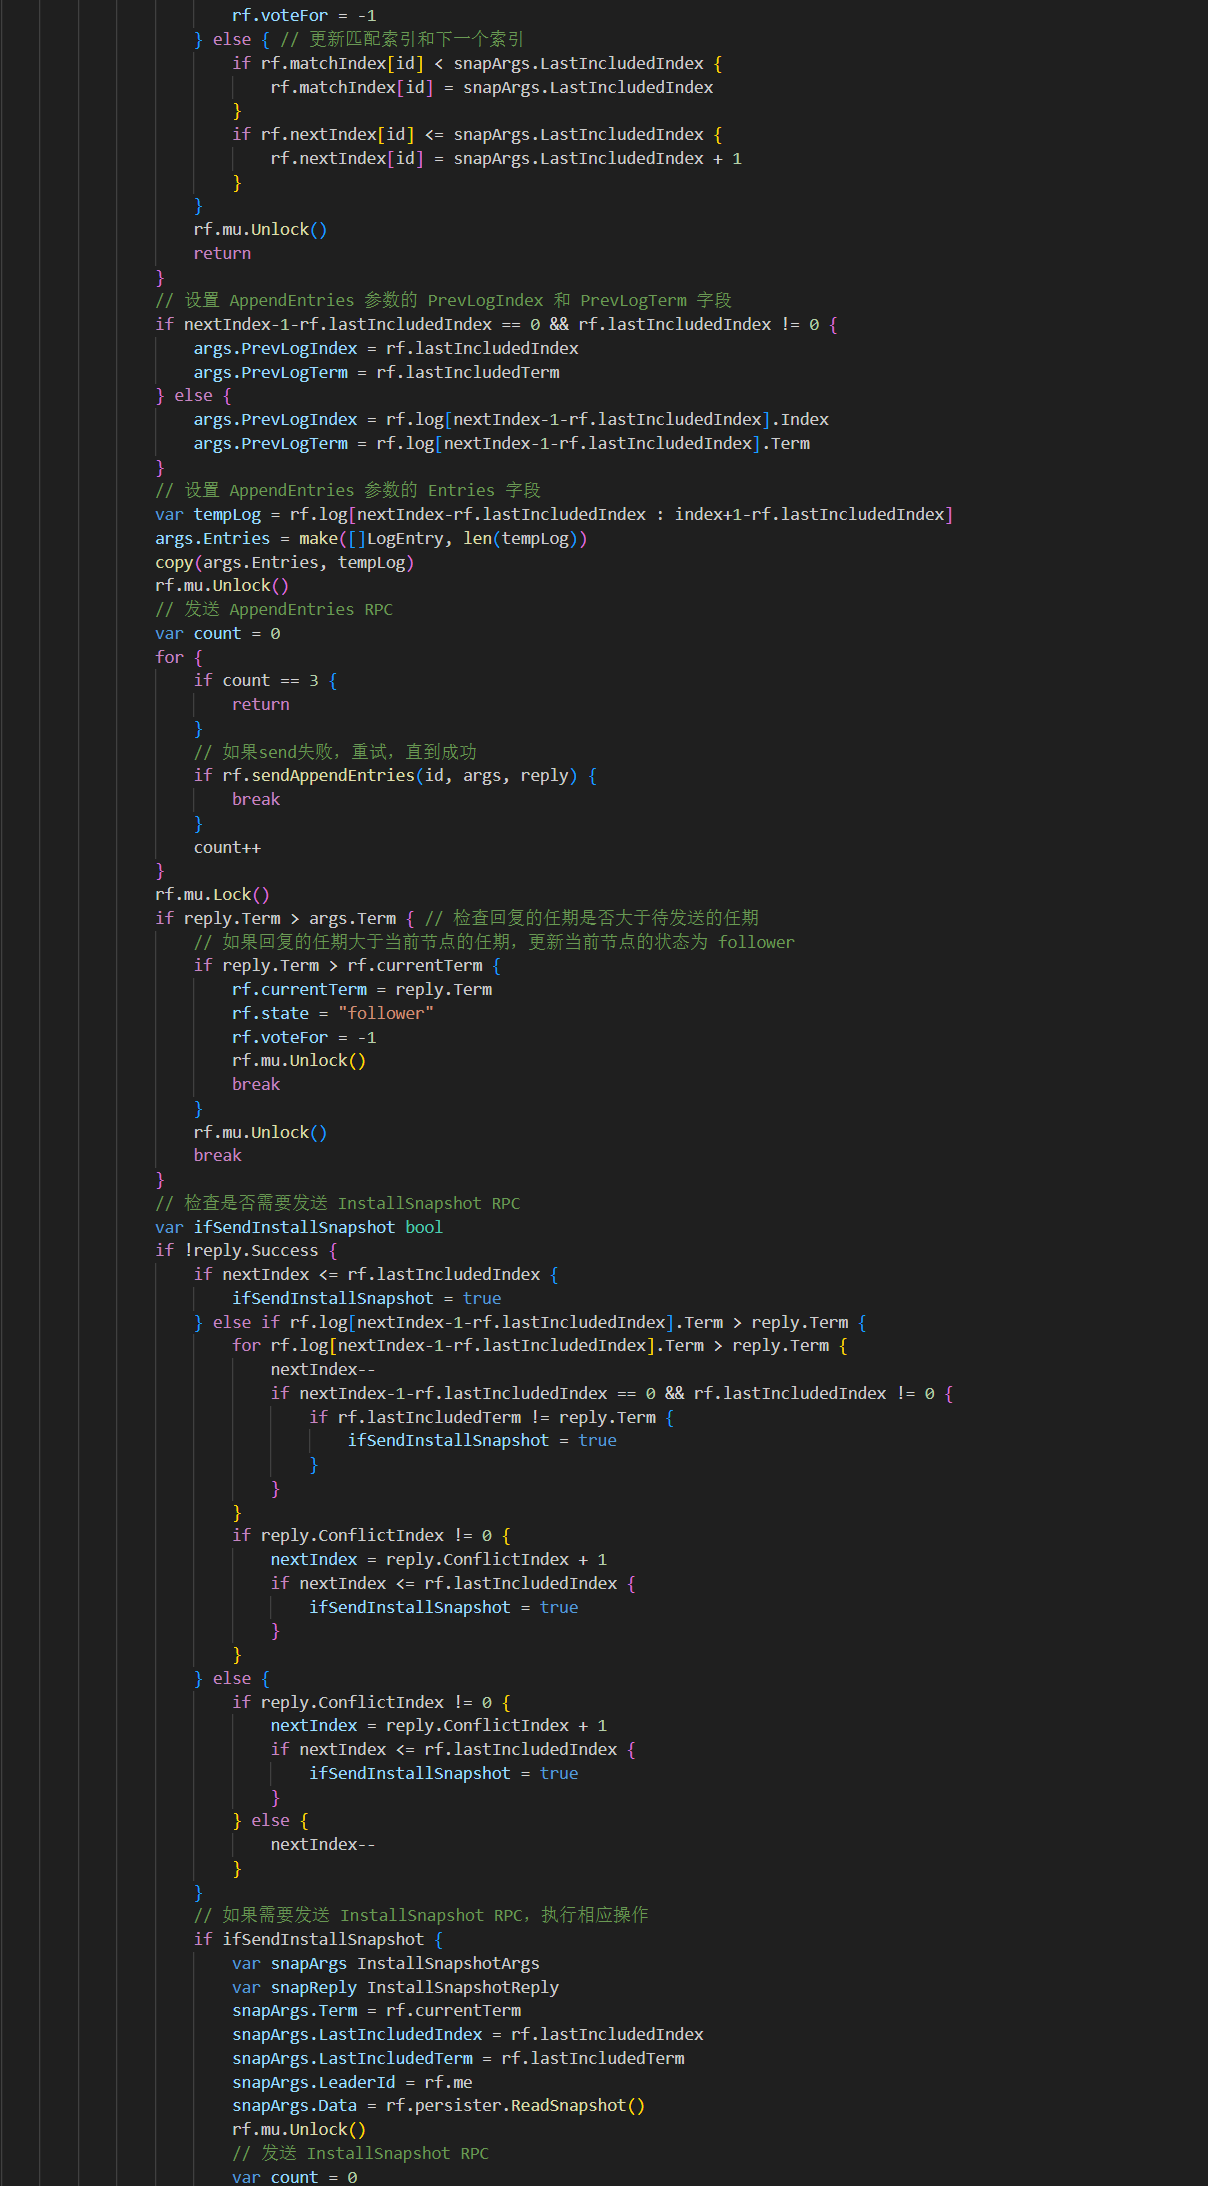 rf.voteFor = -1
} else { // 更新匹配索引和下一个索引
if rf.matchIndex[id] < snapArgs.LastIncludedIndex {
rf.matchIndex[id] = snapArgs.LastIncludedIndex
}
if rf.nextIndex[id] <= snapArgs.LastIncludedIndex {
rf.nextIndex[id] = snapArgs.LastIncludedIndex + 1
}
}
rf.mu.Unlock()
return
}
// 设置 AppendEntries 参数的 PrevLogIndex 和 PrevLogTerm 字段
if nextIndex-1-rf.lastIncludedIndex == 0 && rf.lastIncludedIndex != 0 {
args.PrevLogIndex = rf.lastIncludedIndex
args.PrevLogTerm = rf.lastIncludedTerm
} else {
args.PrevLogIndex = rf.log[nextIndex-1-rf.lastIncludedIndex].Index
args.PrevLogTerm = rf.log[nextIndex-1-rf.lastIncludedIndex].Term
}
// 设置 AppendEntries 参数的 Entries 字段
var tempLog = rf.log[nextIndex-rf.lastIncludedIndex : index+1-rf.lastIncludedIndex]
args.Entries = make([]LogEntry, len(tempLog))
copy(args.Entries, tempLog)
rf.mu.Unlock()
// 发送 AppendEntries RPC
var count = 0
for {
if count == 3 {
return
}
// 如果send失败，重试，直到成功
if rf.sendAppendEntries(id, args, reply) {
break
}
count++
}
rf.mu.Lock()
if reply.Term > args.Term { // 检查回复的任期是否大于待发送的任期
// 如果回复的任期大于当前节点的任期，更新当前节点的状态为 follower
if reply.Term > rf.currentTerm {
rf.currentTerm = reply.Term
rf.state = "follower"
rf.voteFor = -1
rf.mu.Unlock()
break
}
rf.mu.Unlock()
break
}
// 检查是否需要发送 InstallSnapshot RPC
var ifSendInstallSnapshot bool
if !reply.Success {
if nextIndex <= rf.lastIncludedIndex {
ifSendInstallSnapshot = true
} else if rf.log[nextIndex-1-rf.lastIncludedIndex].Term > reply.Term {
for rf.log[nextIndex-1-rf.lastIncludedIndex].Term > reply.Term {
nextIndex--
if nextIndex-1-rf.lastIncludedIndex == 0 && rf.lastIncludedIndex != 0 {
if rf.lastIncludedTerm != reply.Term {
ifSendInstallSnapshot = true
}
}
}
if reply.ConflictIndex != 0 {
nextIndex = reply.ConflictIndex + 1
if nextIndex <= rf.lastIncludedIndex {
ifSendInstallSnapshot = true
}
}
} else {
if reply.ConflictIndex != 0 {
nextIndex = reply.ConflictIndex + 1
if nextIndex <= rf.lastIncludedIndex {
ifSendInstallSnapshot = true
}
} else {
nextIndex--
}
}
// 如果需要发送 InstallSnapshot RPC，执行相应操作
if ifSendInstallSnapshot {
var snapArgs InstallSnapshotArgs
var snapReply InstallSnapshotReply
snapArgs.Term = rf.currentTerm
snapArgs.LastIncludedIndex = rf.lastIncludedIndex
snapArgs.LastIncludedTerm = rf.lastIncludedTerm
snapArgs.LeaderId = rf.me
snapArgs.Data = rf.persister.ReadSnapshot()
rf.mu.Unlock()
// 发送 InstallSnapshot RPC
var count = 0